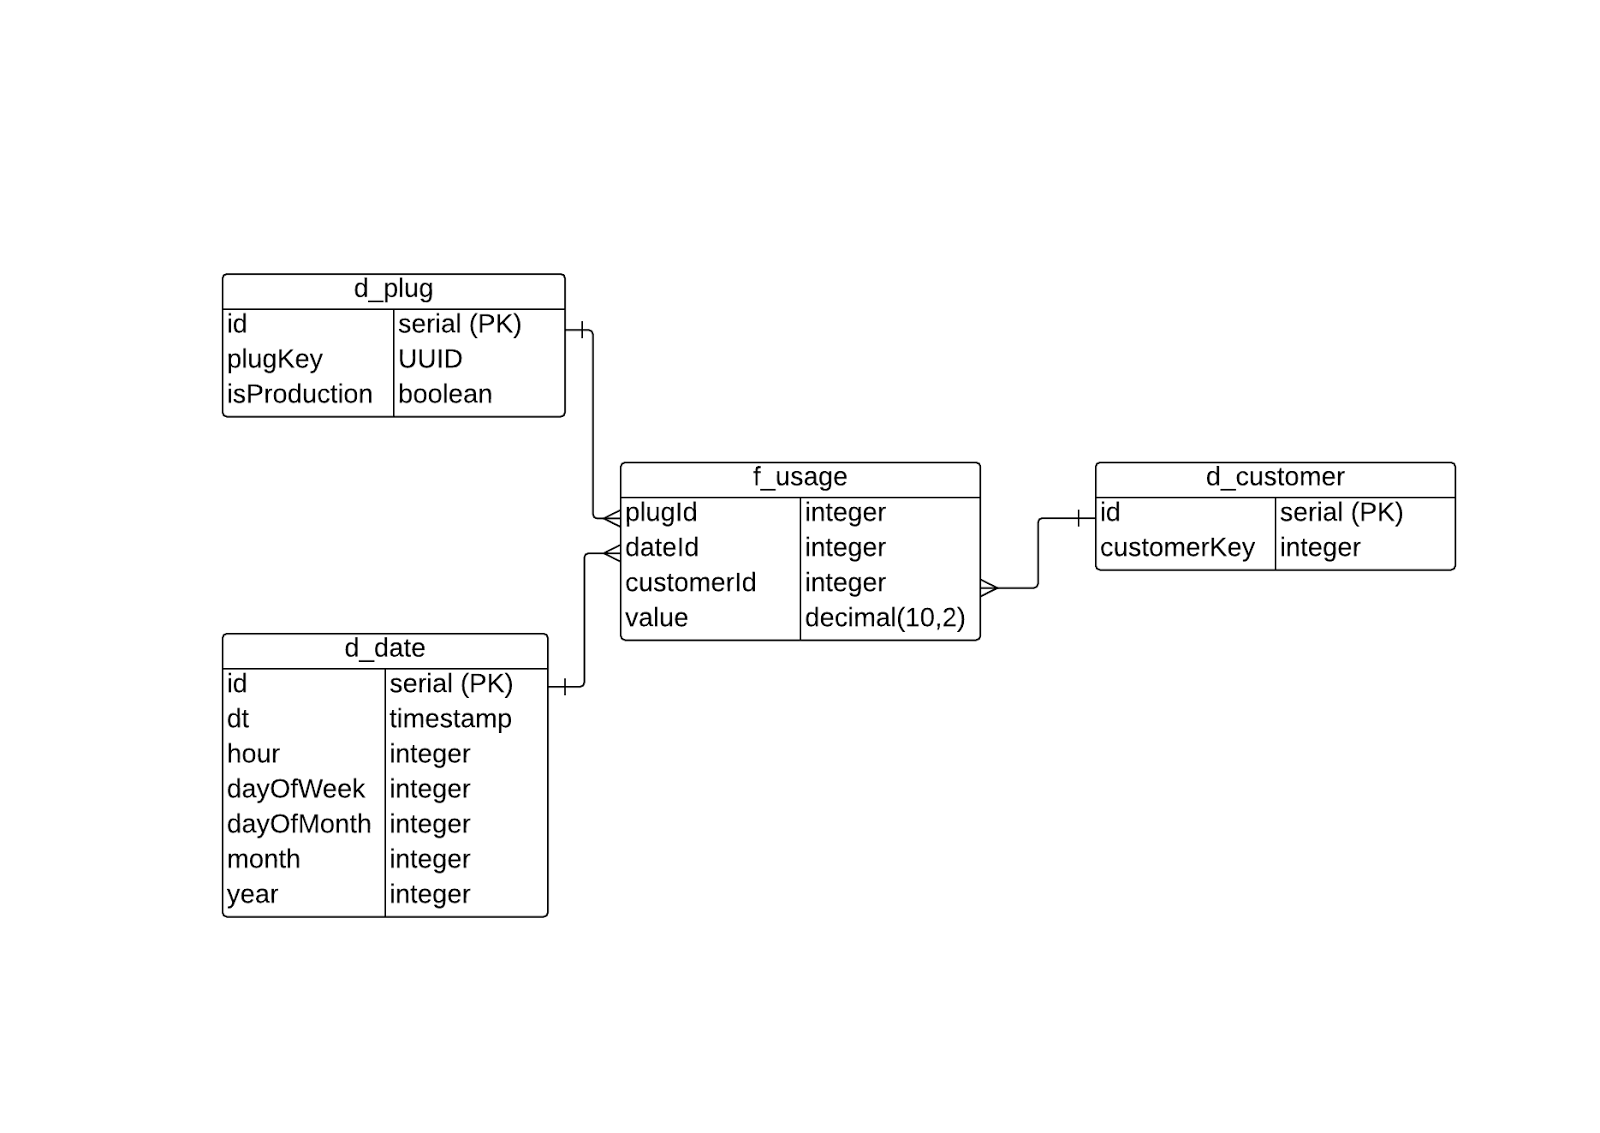 d_plug
id serial (PK)
plugKey UUID
isProduction boolean
f_usage
plugId integer
dateId integer
customerId integer
value decimal(10,2)
d_customer
id serial (PK)
customerKey integer
d_date
id serial (PK)
dt timestamp
hour integer
dayOfWeek integer
dayOfMonth integer
month integer
year integer